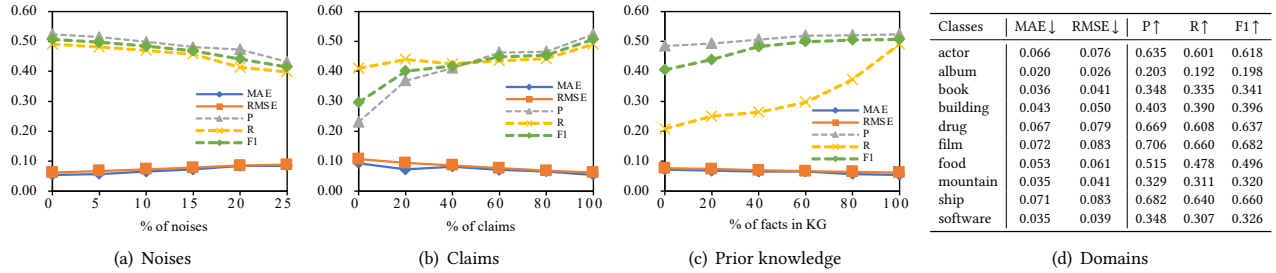 0.60
0.50
0.40
0.30
0.20
0.10
0.00
0 5 10 15 20 25
% of noises
MAE
RMSE
P
R
F1
(a) Noises
0.60
0.50
0.40
0.30
0.20
0.10
0.00
0 20 40 60 80 100
% of claims
MAE
RMSE
P
R
F1
(b) Claims
0.60
0.50
0.40
0.30
0.20
0.10
0.00
0 20 40 60 80 100
% of facts in KG
MAE
RMSE
P
R
F1
(c) Prior knowledge
Classes MAE↓ RMSE↓ P↑ R↑ F1↑
actor 0.066 0.076 0.635 0.601 0.618
album 0.020 0.026 0.203 0.192 0.198
book 0.036 0.041 0.348 0.335 0.341
building 0.043 0.050 0.403 0.390 0.396
drug 0.067 0.079 0.669 0.608 0.637
film 0.072 0.083 0.706 0.660 0.682
food 0.053 0.061 0.515 0.478 0.496
mountain 0.035 0.041 0.329 0.311 0.320
ship 0.071 0.083 0.682 0.640 0.660
software 0.035 0.039 0.348 0.307 0.326
(d) Domains